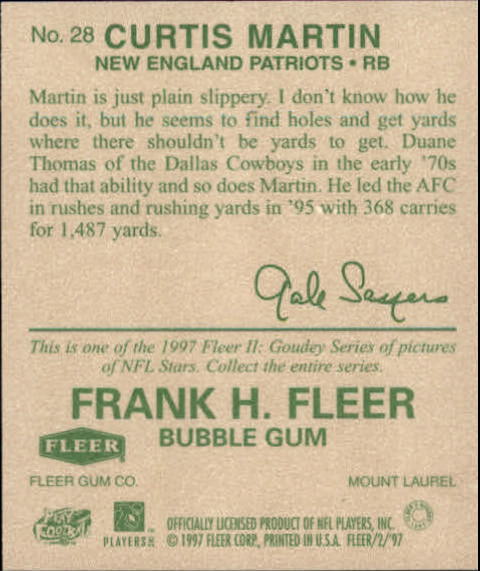 No. 28 CURTIS MARTIN
NEW ENGLAND PATRIOTS • RB
Martin is just plain slippery. I don't know how he
does it, but he seems to find holes and get yards
where there shouldn't be yards to get. Duane
Thomas of the Dallas Cowboys in the early '70s
had that ability and so does Martin. He led the AFC
in rushes and rushing yards in '95 with 368 carries
for 1,487 yards.
Gale Sayers
This is one of the 1997 Fleer II: Goudey Series of pictures
of NFL Stars. Collect the entire series.
FRANK H. FLEER
FLEER BUBBLE GUM
FLEER GUM CO. MOUNT LAUREL
PLAY FOOTBALL
PLAYERS
OFFICIALLY LICENSED PRODUCT OF NFL PLAYERS, INC.
© 1997 FLEER CORP., PRINTED IN U.S.A. FLEER/2/'97